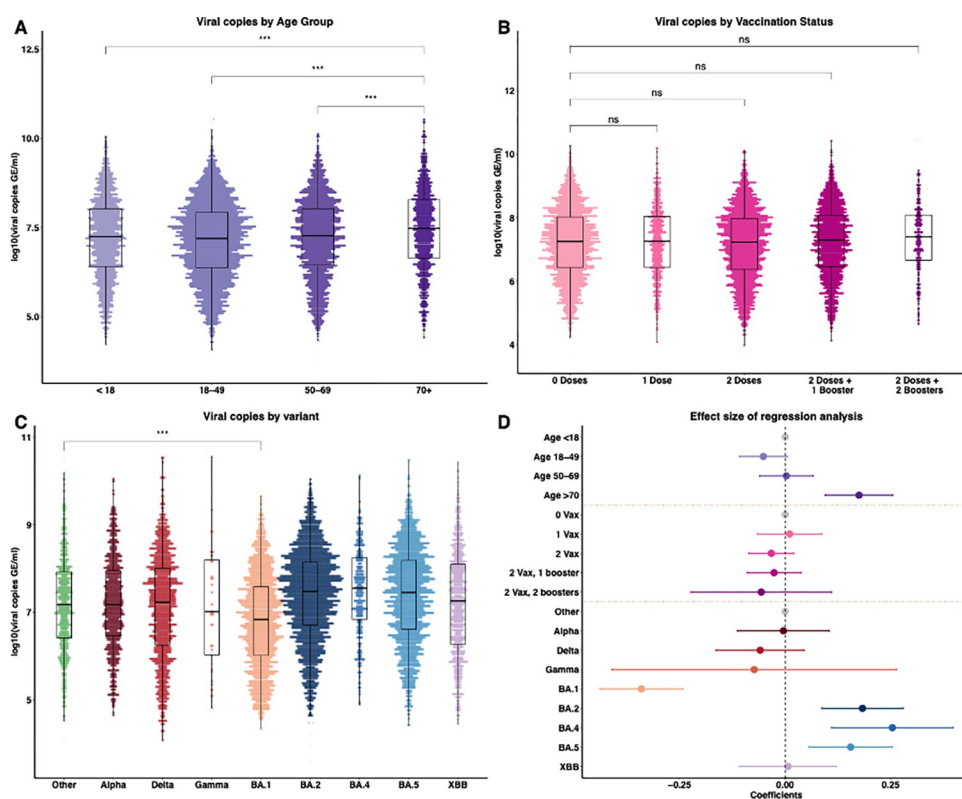 A
Viral copies by Age Group
***
***
***
12.5
10.0
7.5
5.0
log10(viral copies GE/ml)
< 18
18–49
50–69
70+
B
Viral copies by Vaccination Status
ns
ns
ns
ns
12
10
8
6
4
log10(viral copies GE/ml)
0 Doses
1 Dose
2 Doses
2 Doses +
1 Booster
2 Doses +
2 Boosters
C
Viral copies by variant
***
11
9
7
5
log10(viral copies GE/ml)
Other
Alpha
Delta
Gamma
BA.1
BA.2
BA.4
BA.5
XBB
D
Effect size of regression analysis
Age <18
Age 18–49
Age 50–69
Age >70
0 Vax
1 Vax
2 Vax
2 Vax, 1 booster
2 Vax, 2 boosters
Other
Alpha
Delta
Gamma
BA.1
BA.2
BA.4
BA.5
XBB
−0.25
0.00
0.25
Coefficients